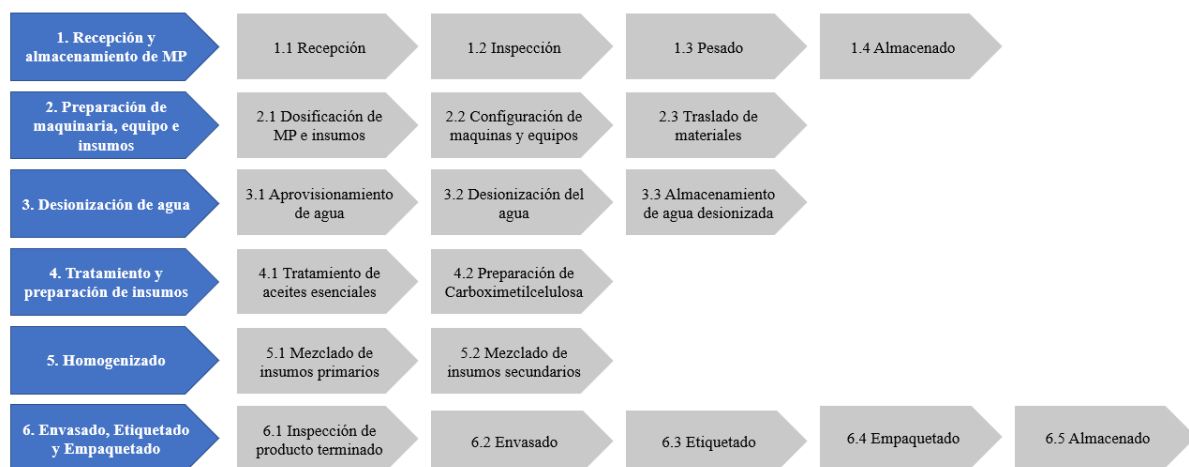 1. Recepción y
almacenamiento de MP
1.1 Recepción
1.2 Inspección
1.3 Pesado
1.4 Almacenado
2. Preparación de
maquinaria, equipo e
insumos
2.1 Dosificación de
MP e insumos
2.2 Configuración de
maquinas y equipos
2.3 Traslado de
materiales
3. Desionización de agua
3.1 Aprovisionamiento
de agua
3.2 Desionización del
agua
3.3 Almacenamiento
de agua desionizada
4. Tratamiento y
preparación de insumos
4.1 Tratamiento de
aceites esenciales
4.2 Preparación de
Carboximetilcelulosa
5. Homogenizado
5.1 Mezclado de
insumos primarios
5.2 Mezclado de
insumos secundarios
6. Envasado, Etiquetado
y Empaquetado
6.1 Inspección de
producto terminado
6.2 Envasado
6.3 Etiquetado
6.4 Empaquetado
6.5 Almacenado